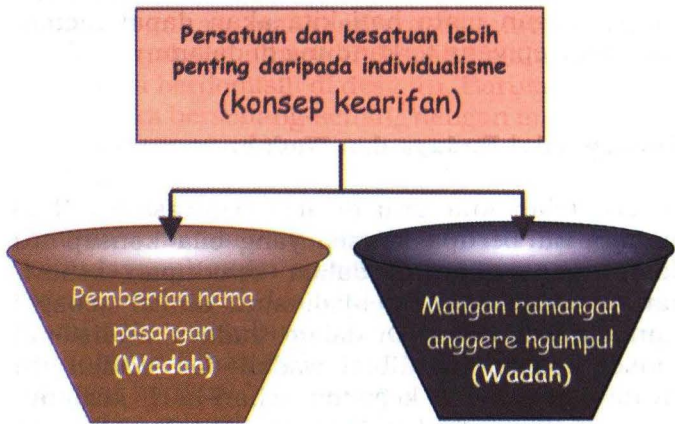 Persatuan dan kesatuan lebih
penting daripada individualisme
(konsep kearifan)
Pemberian nama
pasangan
(Wadah)
Mangan ramangan
anggere ngumpul
(Wadah)